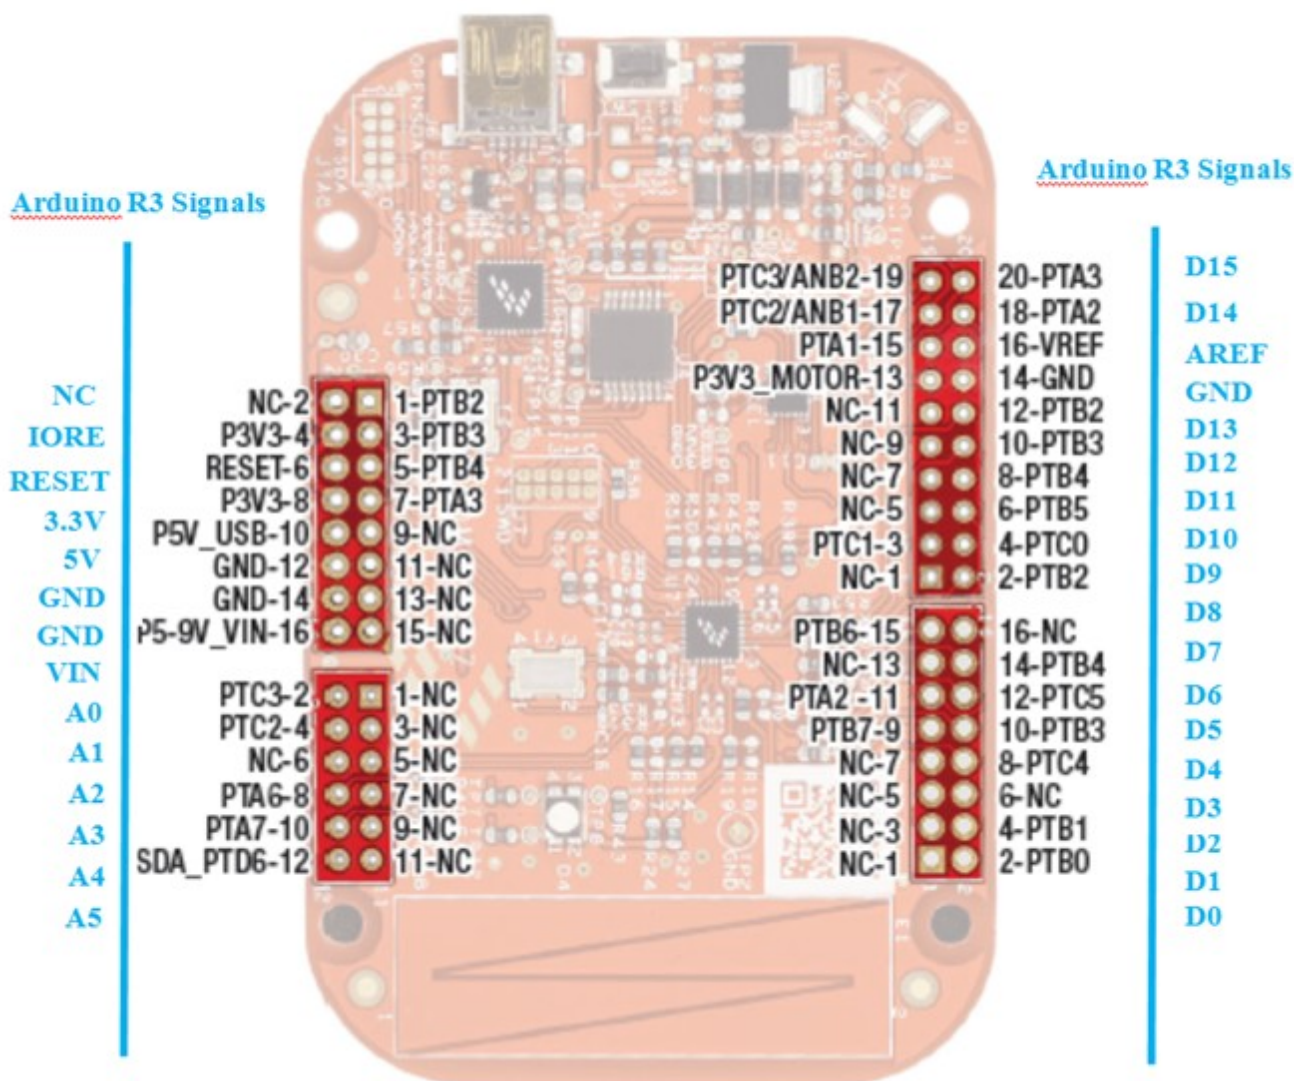 Arduino R3 Signals
NC
IORE
RESET
3.3V
5V
GND
GND
VIN
A0
A1
A2
A3
A4
A5
NC-2 1-PTB2
P3V3-4 3-PTB3
RESET-6 5-PTB4
P3V3-8 7-PTA3
P5V_USB-10 9-NC
GND-12 11-NC
GND-14 13-NC
P5-9V_VIN-16 15-NC
PTC3-2 1-NC
PTC2-4 3-NC
NC-6 5-NC
PTA6-8 7-NC
PTA7-10 9-NC
SDA_PTD6-12 11-NC
PTC3/ANB2-19 20-PTA3
PTC2/ANB1-17 18-PTA2
PTA1-15 16-VREF
P3V3_MOTOR-13 14-GND
NC-11 12-PTB2
NC-9 10-PTB3
NC-7 8-PTB4
NC-5 6-PTB5
PTC1-3 4-PTC0
NC-1 2-PTB2
PTB6-15 16-NC
NC-13 14-PTB4
PTA2 -11 12-PTC5
PTB7-9 10-PTB3
NC-7 8-PTC4
NC-5 6-NC
NC-3 4-PTB1
NC-1 2-PTB0
Arduino R3 Signals
D15
D14
AREF
GND
D13
D12
D11
D10
D9
D8
D7
D6
D5
D4
D3
D2
D1
D0